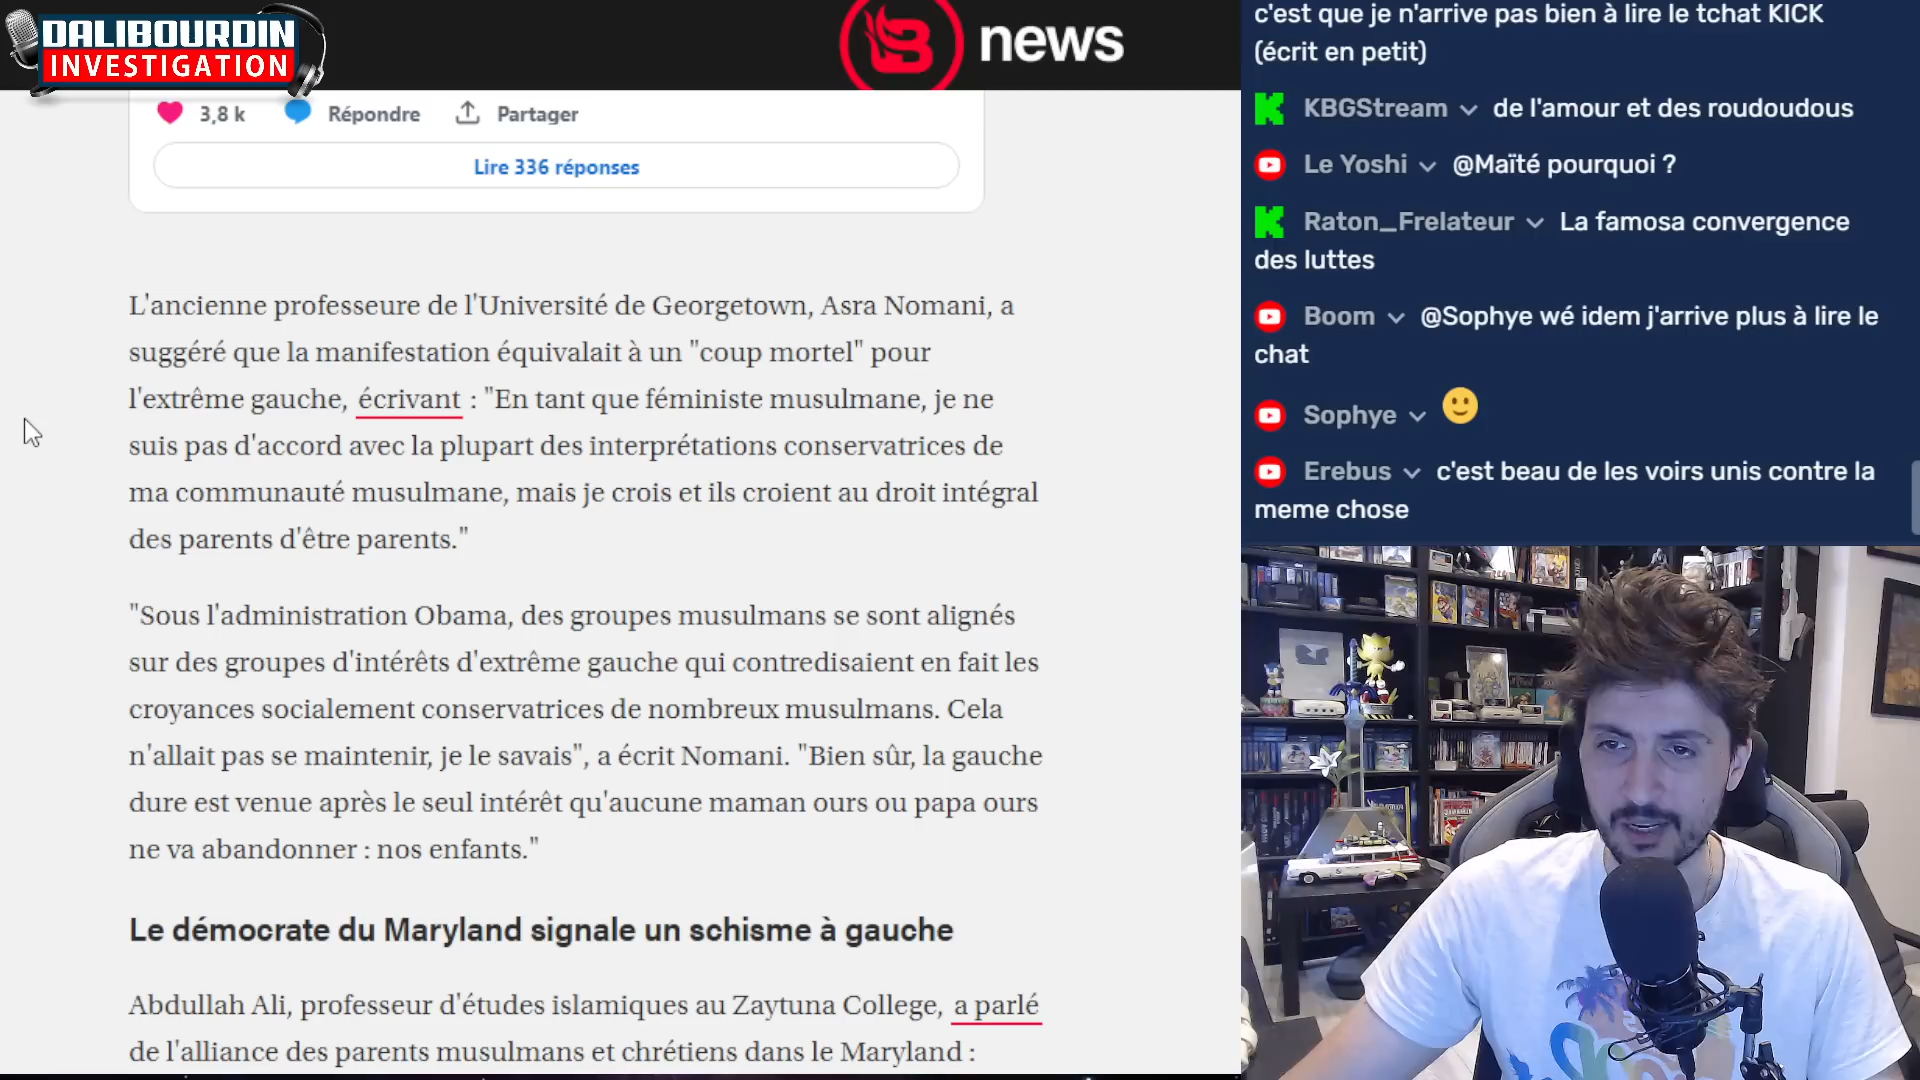 DALIBOURDIN
INVESTIGATION
B news
3,8 k Répondre Partager
Lire 336 réponses
L'ancienne professeure de l'Université de Georgetown, Asra Nomani, a
suggéré que la manifestation équivalait à un "coup mortel" pour
l'extrême gauche, écrivant : "En tant que féministe musulmane, je ne
suis pas d'accord avec la plupart des interprétations conservatrices de
ma communauté musulmane, mais je crois et ils croient au droit intégral
des parents d'être parents."
"Sous l'administration Obama, des groupes musulmans se sont alignés
sur des groupes d'intérêts d'extrême gauche qui contredisaient en fait les
croyances socialement conservatrices de nombreux musulmans. Cela
n'allait pas se maintenir, je le savais", a écrit Nomani. "Bien sûr, la gauche
dure est venue après le seul intérêt qu'aucune maman ours ou papa ours
ne va abandonner : nos enfants."
Le démocrate du Maryland signale un schisme à gauche
Abdullah Ali, professeur d'études islamiques au Zaytuna College, a parlé
de l'alliance des parents musulmans et chrétiens dans le Maryland :
c'est que je n'arrive pas bien à lire le tchat KICK
(écrit en petit)
KBGStream de l'amour et des roudoudous
Le Yoshi @Maïté pourquoi ?
Raton_Frelateur La famosa convergence
des luttes
Boom @Sophye wé idem j'arrive plus à lire le
chat
Sophye
Erebus c'est beau de les voirs unis contre la
meme chose